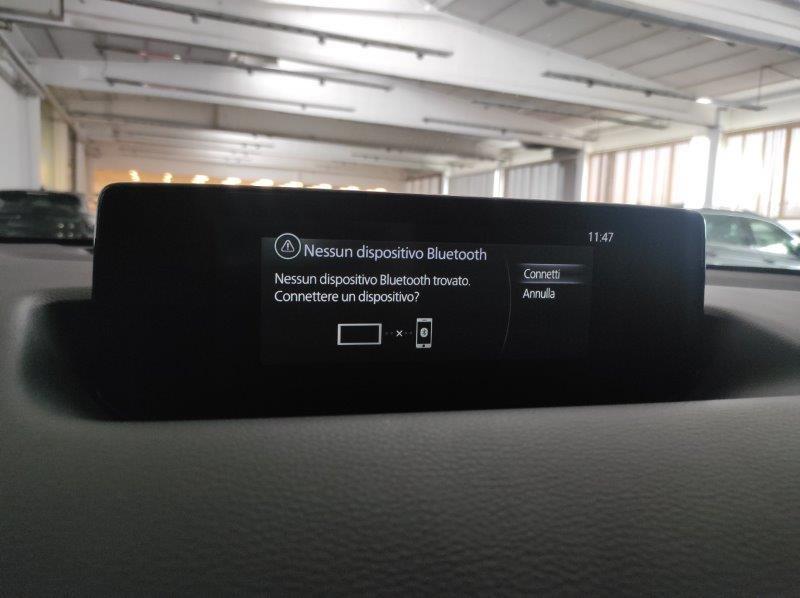 11:47
Nessun dispositivo Bluetooth
Nessun dispositivo Bluetooth trovato.
Connettere un dispositivo?
Connetti
Annulla